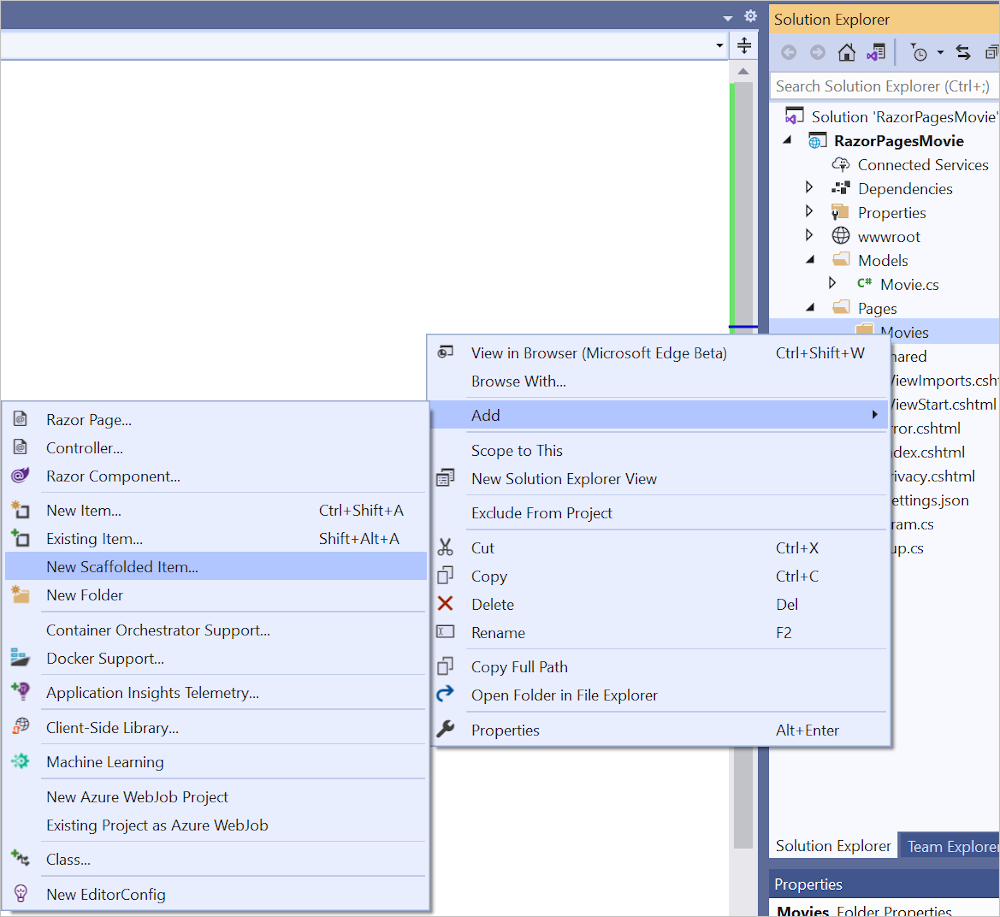 Solution Explorer
Search Solution Explorer (Ctrl+;)
Solution 'RazorPagesMovie'
RazorPagesMovie
Connected Services
Dependencies
Properties
wwwroot
Models
C# Movie.cs
Pages
Movies
View in Browser (Microsoft Edge Beta) Ctrl+Shift+W
Browse With...
Add
Scope to This
New Solution Explorer View
Exclude From Project
Cut Ctrl+X
Copy Ctrl+C
Delete Del
Rename F2
Copy Full Path
Open Folder in File Explorer
Properties Alt+Enter
hared
ViewImports.csht
ViewStart.cshtml
rror.cshtml
dex.cshtml
ivacy.cshtml
ettings.json
ram.cs
up.cs
Razor Page...
Controller...
Razor Component...
New Item... Ctrl+Shift+A
Existing Item... Shift+Alt+A
New Scaffolded Item...
New Folder
Container Orchestrator Support...
Docker Support...
Application Insights Telemetry...
Client-Side Library...
Machine Learning
New Azure WebJob Project
Existing Project as Azure WebJob
Class...
New EditorConfig
Solution Explorer Team Explorer
Properties
Movies Folder Properties